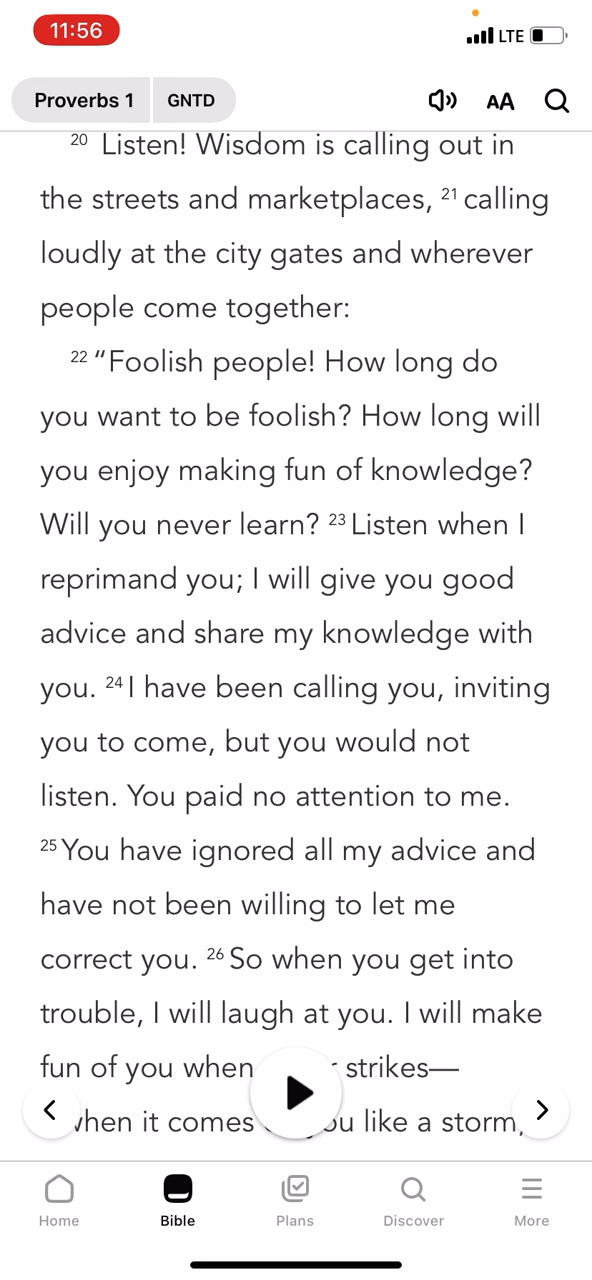 11:56
LTE
Proverbs 1 GNTD
AA
20 Listen! Wisdom is calling out in
the streets and marketplaces, 21 calling
loudly at the city gates and wherever
people come together:
22 “Foolish people! How long do
you want to be foolish? How long will
you enjoy making fun of knowledge?
Will you never learn? 23 Listen when I
reprimand you; I will give you good
advice and share my knowledge with
you. 24 I have been calling you, inviting
you to come, but you would not
listen. You paid no attention to me.
25 You have ignored all my advice and
have not been willing to let me
correct you. 26 So when you get into
trouble, I will laugh at you. I will make
fun of you when strikes—
when it comes you like a storm,
Home Bible Plans Discover More